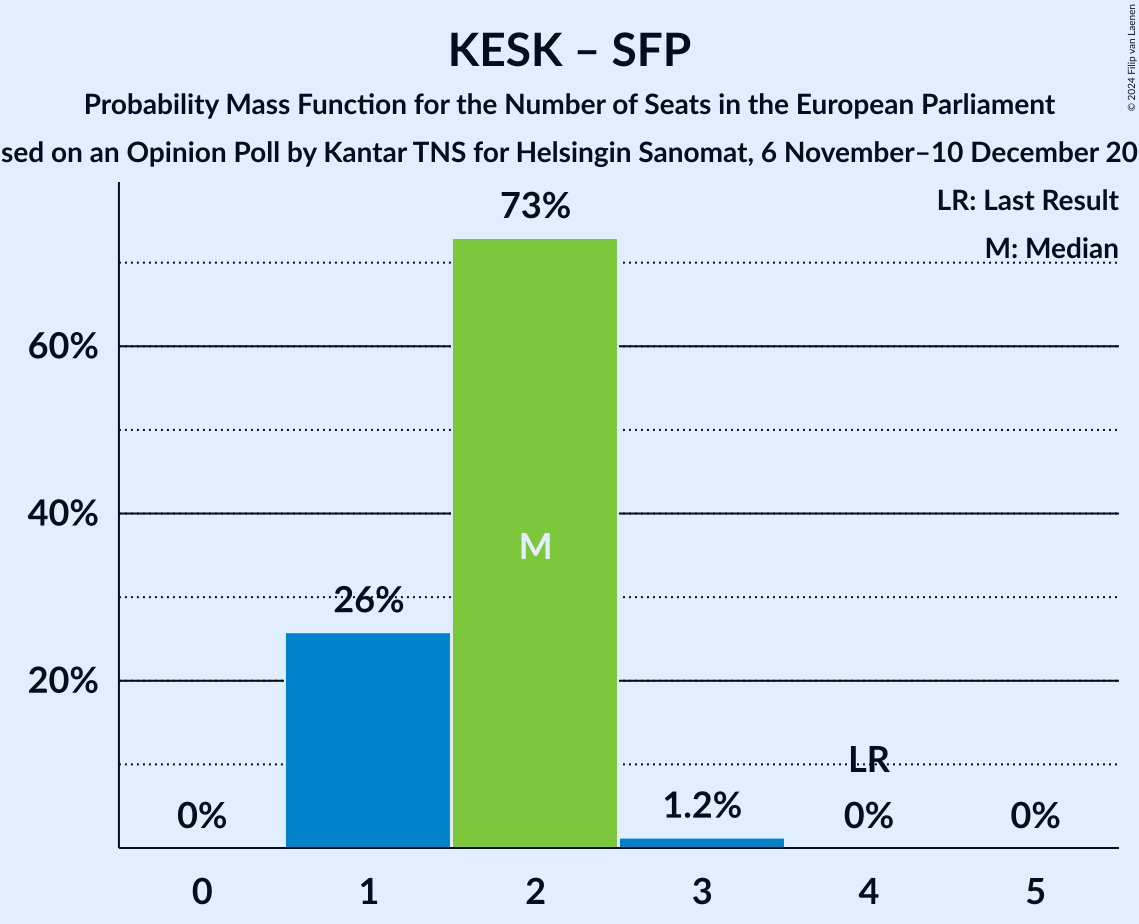 KESK – SFP
Probability Mass Function for the Number of Seats in the European Parliament
sed on an Opinion Poll by Kantar TNS for Helsingin Sanomat, 6 November–10 December 20
LR: Last Result
M: Median
73%
60%
40%
M
26%
20%
LR
1.2%
0%
0%
0%
0 1 2 3 4 5
© 2024 Filip van Laenen